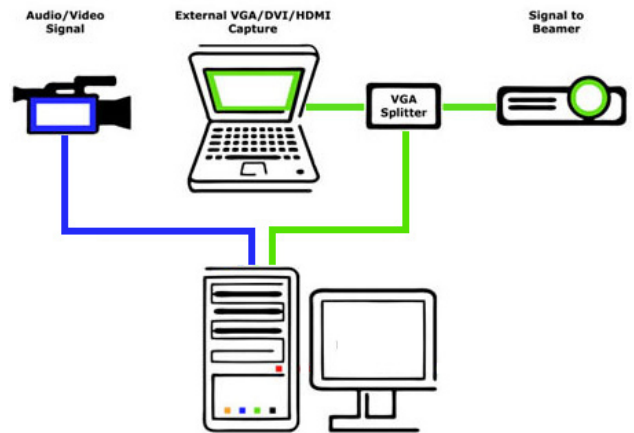 Audio/Video
Signal
External VGA/DVI/HDMI
Capture
Signal to
Beamer
VGA
Splitter